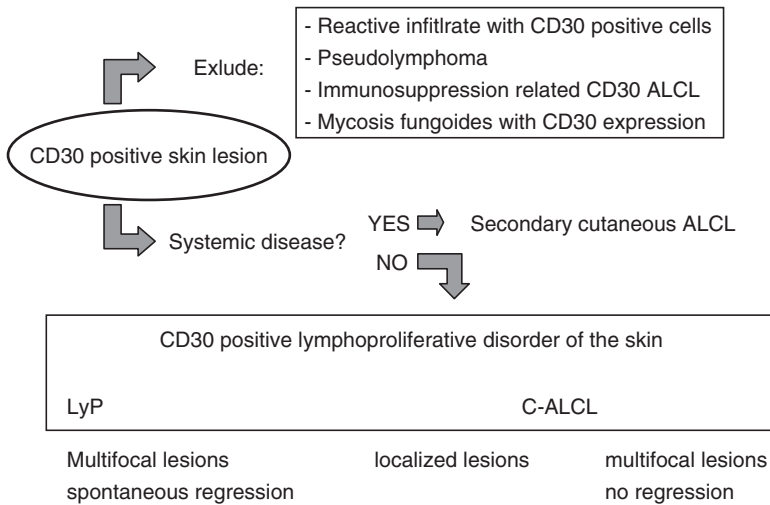 - Reactive infitlrate with CD30 positive cells
Exlude:
- Pseudolymphoma
- Immunosuppression related CD30 ALCL
- Mycosis fungoides with CD30 expression
CD30 positive skin lesion
Systemic disease?
YES
Secondary cutaneous ALCL
NO
CD30 positive lymphoproliferative disorder of the skin
LyP
C-ALCL
Multifocal lesions
spontaneous regression
localized lesions
multifocal lesions
no regression